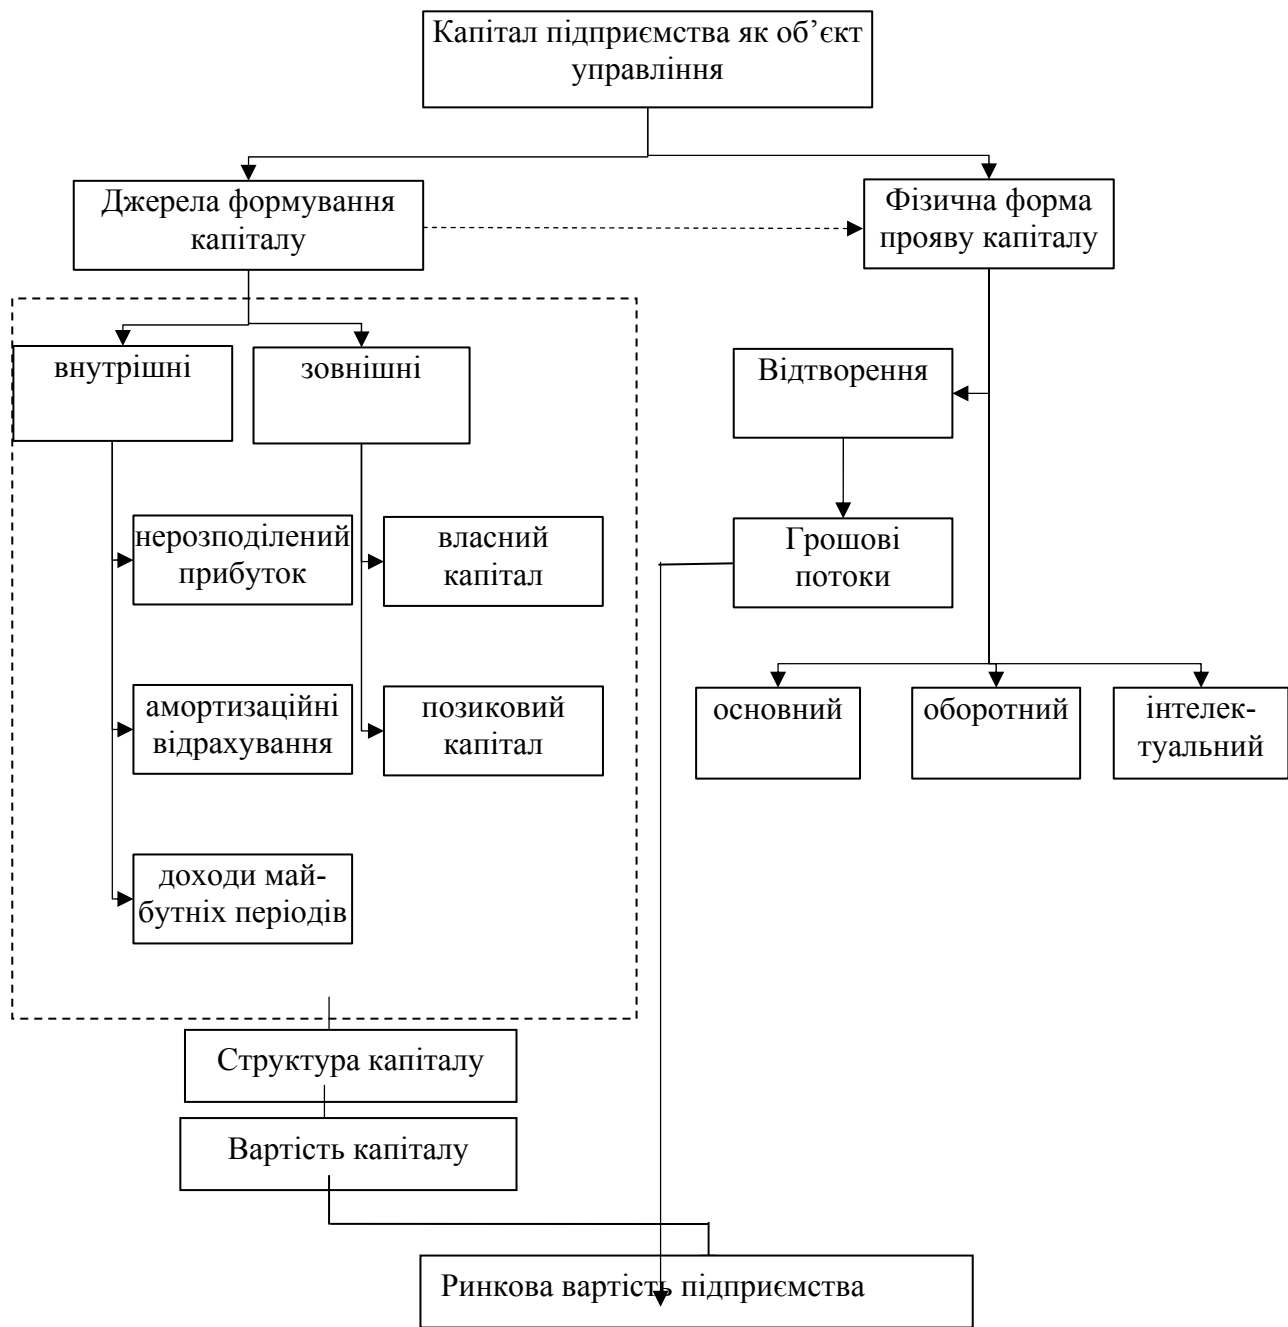 Капітал підприємства як об’єкт
управління
Джерела формування
капіталу
Фізична форма
прояву капіталу
внутрішні
зовнішні
Відтворення
нерозподілений
прибуток
власний
капітал
Грошові
потоки
амортизаційні
відрахування
позиковий
капітал
основний
оборотний
інтелек-
туальний
доходи май-
бутніх періодів
Структура капіталу
Вартість капіталу
Ринкова вартість підприємства